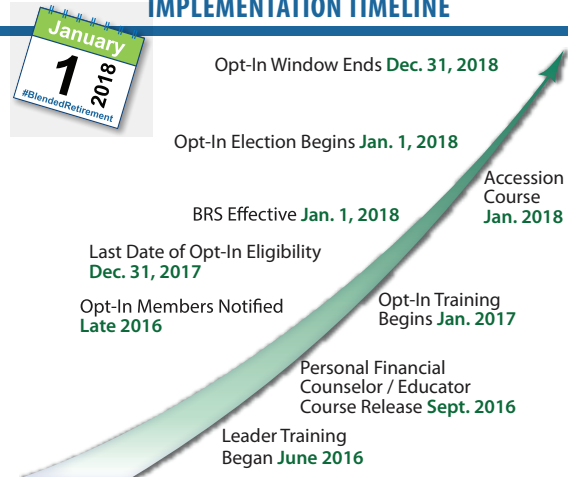 IMPLEMENTATION TIMELINE
January
1
2018
#BlendedRetirement
Opt-In Window Ends Dec. 31, 2018
Opt-In Election Begins Jan. 1, 2018
Accession
Course
Jan. 2018
BRS Effective Jan. 1, 2018
Last Date of Opt-In Eligibility
Dec. 31, 2017
Opt-In Members Notified
Late 2016
Opt-In Training
Begins Jan. 2017
Personal Financial
Counselor / Educator
Course Release Sept. 2016
Leader Training
Began June 2016